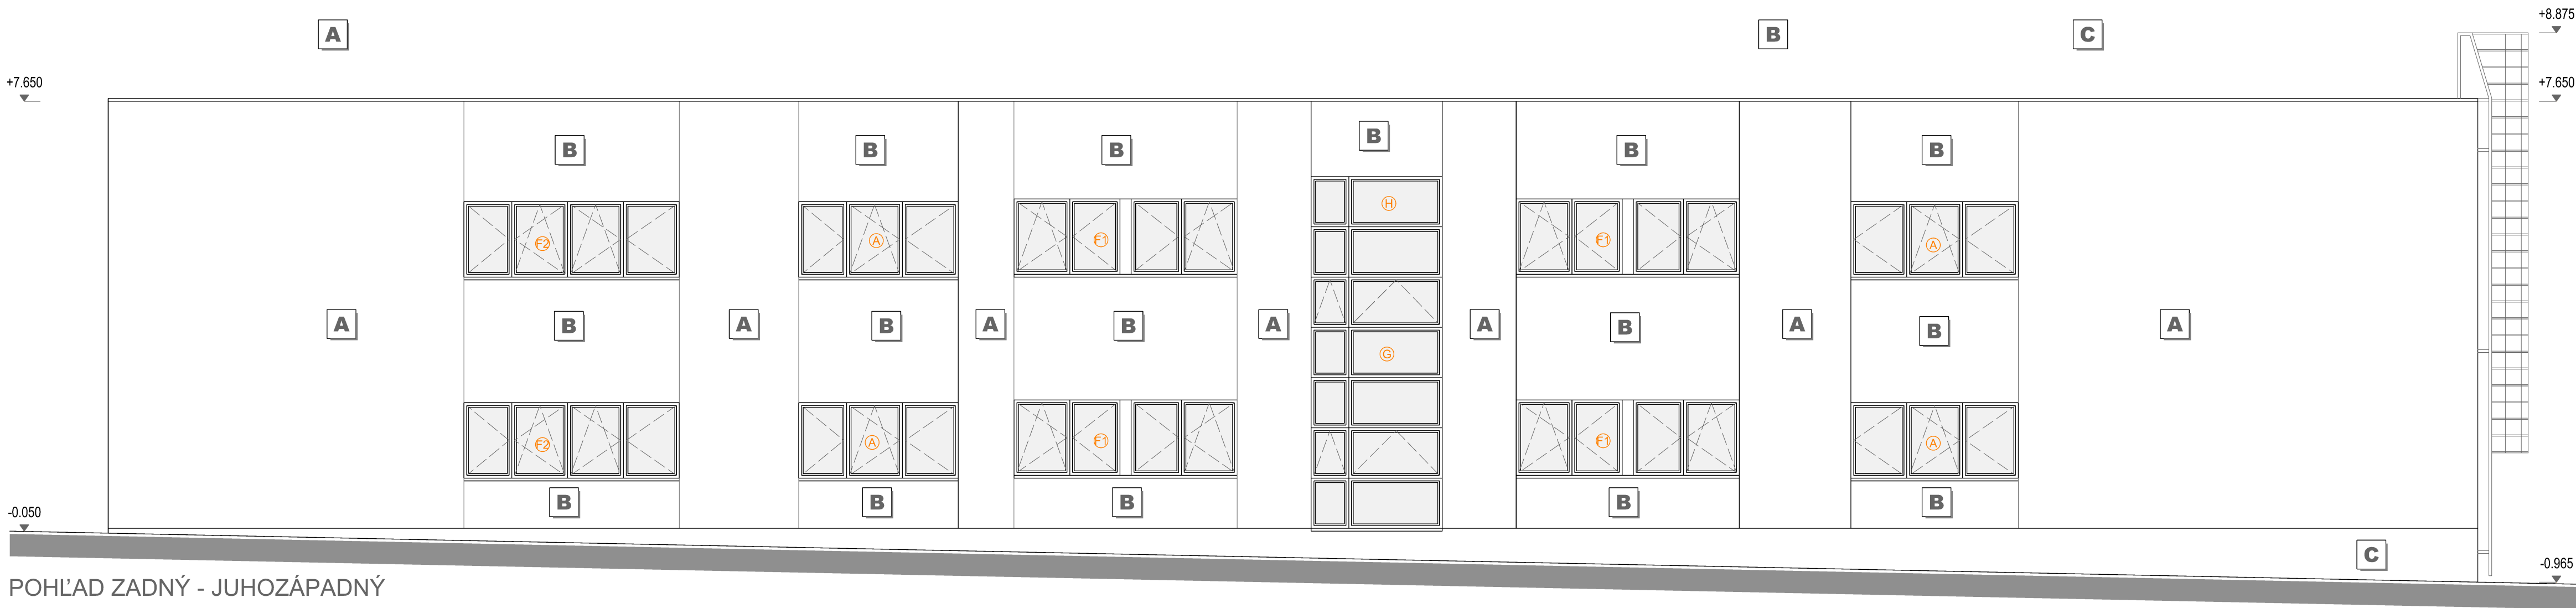 A B C +8.875
+7.650 +7.650
B B B B B B
H
F2 A F1 F1 A
A B A B A B A A B A B A
G
F2 A F1 F1 A
B B B B B
-0.050
C
-0.965
POHĽAD ZADNÝ - JUHOZÁPADNÝ